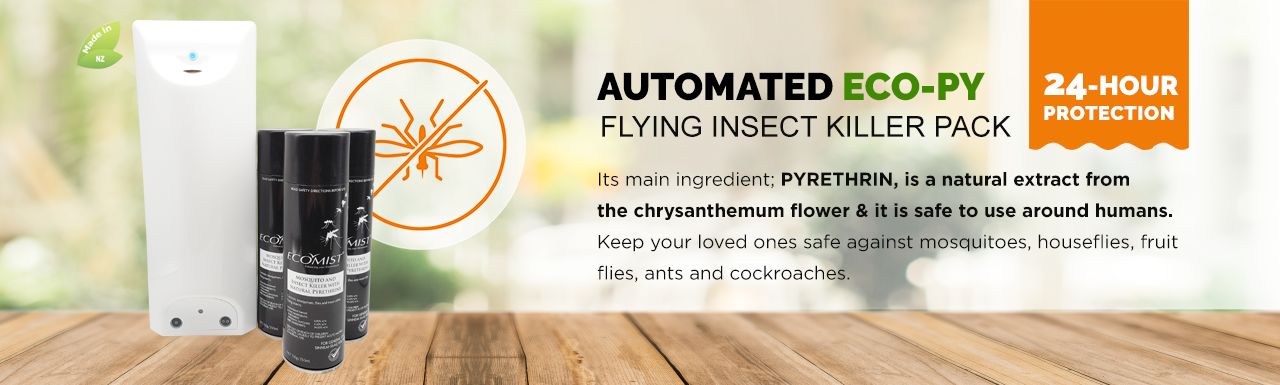 Made in
NZ
AUTOMATED ECO-PY
FLYING INSECT KILLER PACK
24-HOUR
PROTECTION
Its main ingredient; PYRETHRIN, is a natural extract from
the chrysanthemum flower & it is safe to use around humans.
Keep your loved ones safe against mosquitoes, houseflies, fruit
flies, ants and cockroaches.
ECOMIST
MOSQUITO AND
INSECT KILLER WITH
NATURAL PYRETHRINS